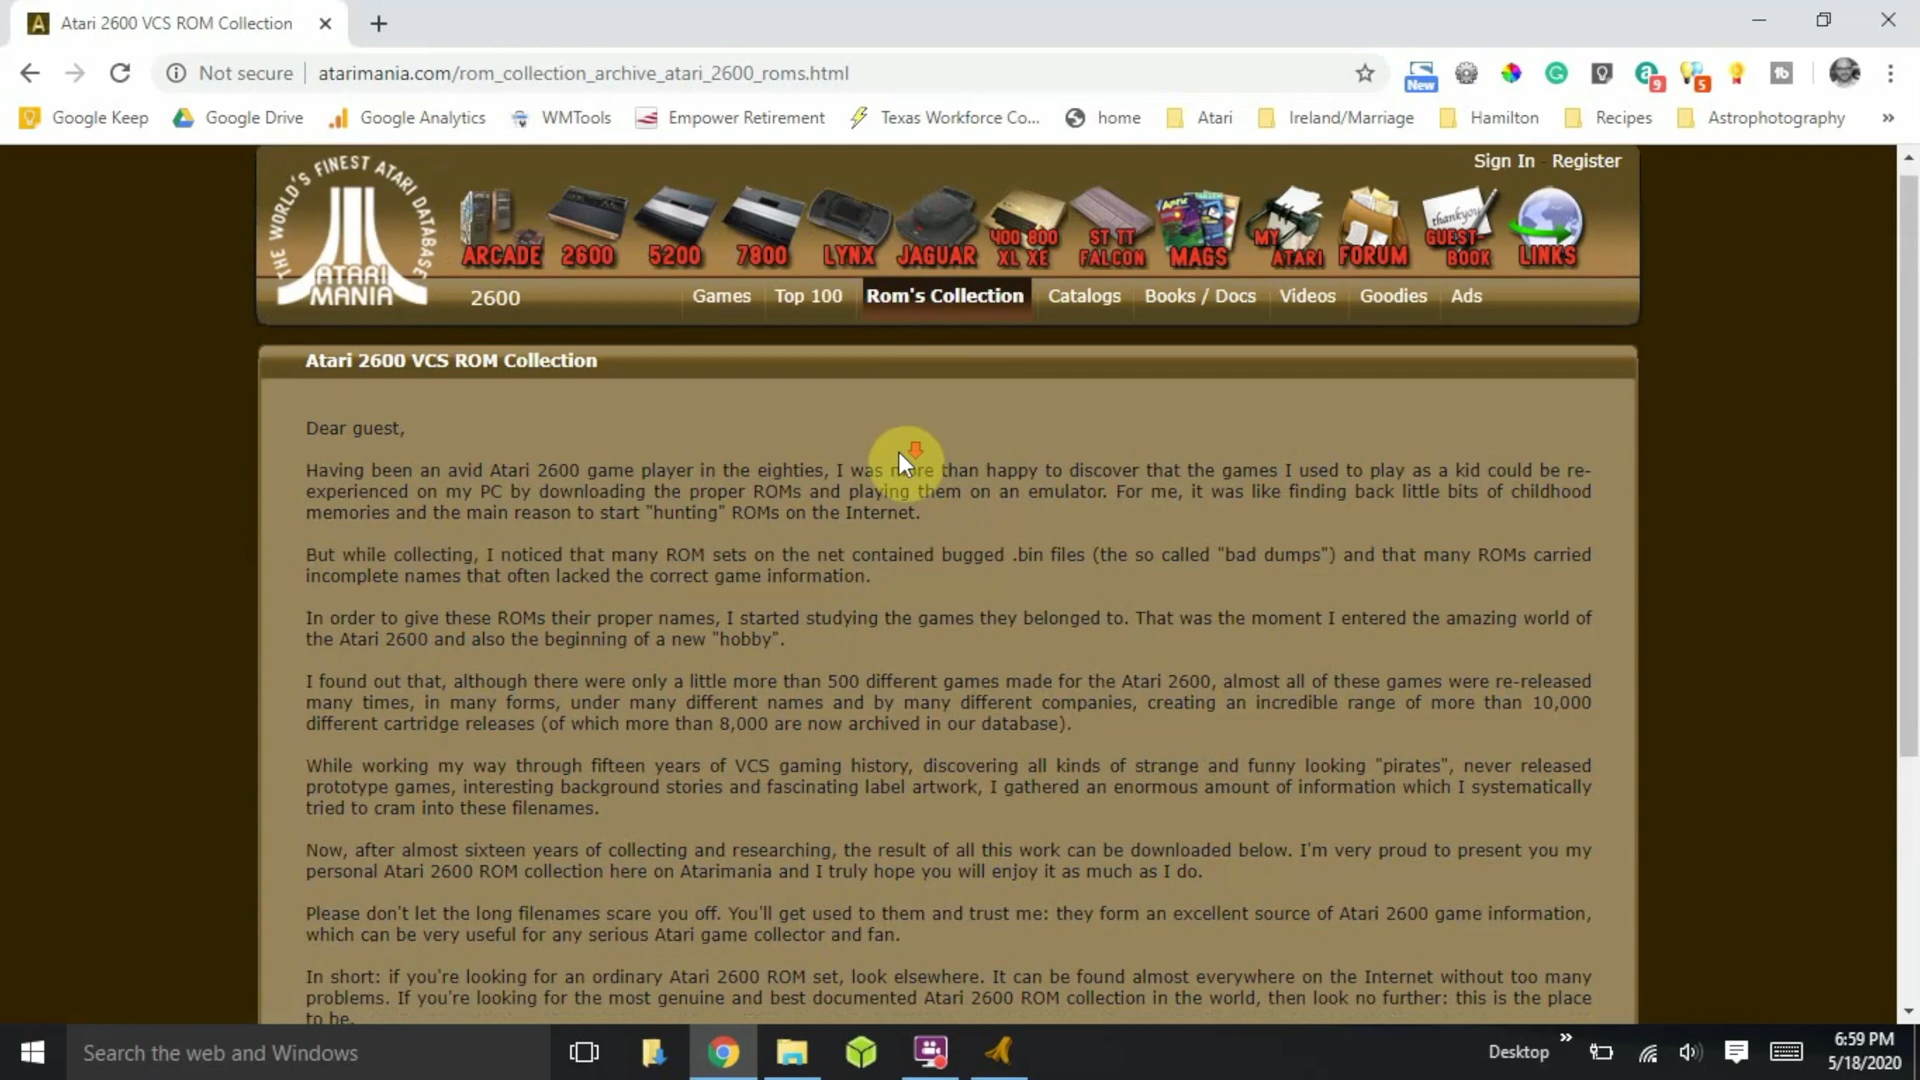 Atari 2600 VCS ROM Collection
Not secure
atarimania.com/rom_collection_archive_atari_2600_roms.html
New
9
5
Google Keep
Google Drive
Google Analytics
WMTools
Empower Retirement
Texas Workforce Co...
home
Atari
Ireland/Marriage
Hamilton
Recipes
Astrophotography
»
Sign In - Register
THE WORLD'S FINEST ATARI DATABASE
ATARI
MANIA
ARCADE
2600
5200
7800
LYNX
JAGUAR
400 800
XL XE
ST TT
FALCON
MAGS
MY
ATARI
FORUM
thankyou
GUEST-
BOOK
LINKS
2600
Games
Top 100
Rom's Collection
Catalogs
Books / Docs
Videos
Goodies
Ads
Atari 2600 VCS ROM Collection
Dear guest,
Having been an avid Atari 2600 game player in the eighties, I was more than happy to discover that the games I used to play as a kid could be re-
experienced on my PC by downloading the proper ROMs and playing them on an emulator. For me, it was like finding back little bits of childhood
memories and the main reason to start "hunting" ROMs on the Internet.
But while collecting, I noticed that many ROM sets on the net contained bugged .bin files (the so called "bad dumps") and that many ROMs carried
incomplete names that often lacked the correct game information.
In order to give these ROMs their proper names, I started studying the games they belonged to. That was the moment I entered the amazing world of
the Atari 2600 and also the beginning of a new "hobby".
I found out that, although there were only a little more than 500 different games made for the Atari 2600, almost all of these games were re-released
many times, in many forms, under many different names and by many different companies, creating an incredible range of more than 10,000
different cartridge releases (of which more than 8,000 are now archived in our database).
While working my way through fifteen years of VCS gaming history, discovering all kinds of strange and funny looking "pirates", never released
prototype games, interesting background stories and fascinating label artwork, I gathered an enormous amount of information which I systematically
tried to cram into these filenames.
Now, after almost sixteen years of collecting and researching, the result of all this work can be downloaded below. I'm very proud to present you my
personal Atari 2600 ROM collection here on Atarimania and I truly hope you will enjoy it as much as I do.
Please don't let the long filenames scare you off. You'll get used to them and trust me: they form an excellent source of Atari 2600 game information,
which can be very useful for any serious Atari game collector and fan.
In short: if you're looking for an ordinary Atari 2600 ROM set, look elsewhere. It can be found almost everywhere on the Internet without too many
problems. If you're looking for the most genuine and best documented Atari 2600 ROM collection in the world, then look no further: this is the place
to be.
Search the web and Windows
Desktop
»
6:59 PM
5/18/2020